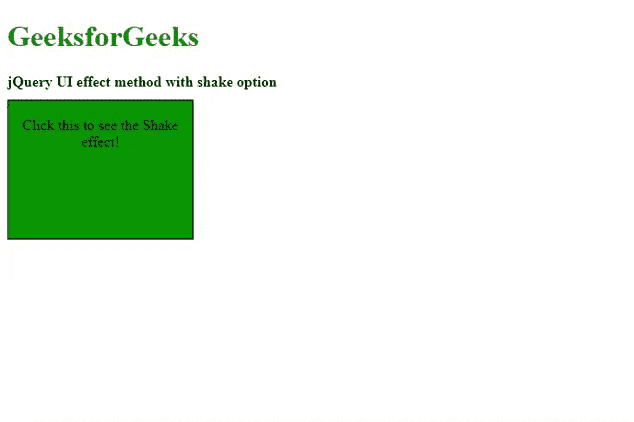 GeeksforGeeks
jQuery UI effect method with shake option
Click this to see the Shake
effect!